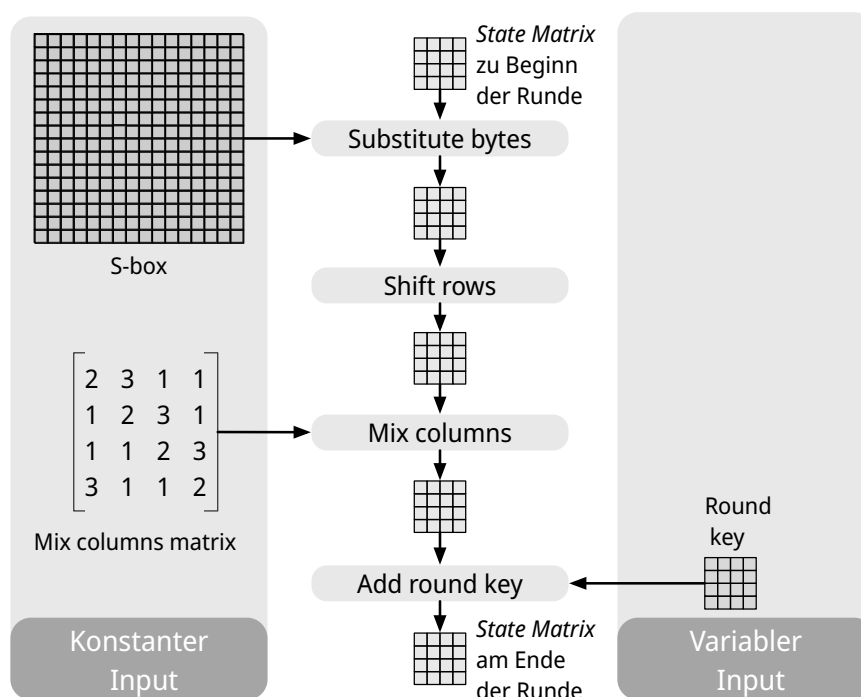 State Matrix
zu Beginn
der Runde
Substitute bytes
S-box
Shift rows
2 3 1 1
1 2 3 1
1 1 2 3
3 1 1 2
Mix columns
Mix columns matrix
Round
key
Add round key
State Matrix
am Ende
der Runde
Konstanter
Input
Variabler
Input